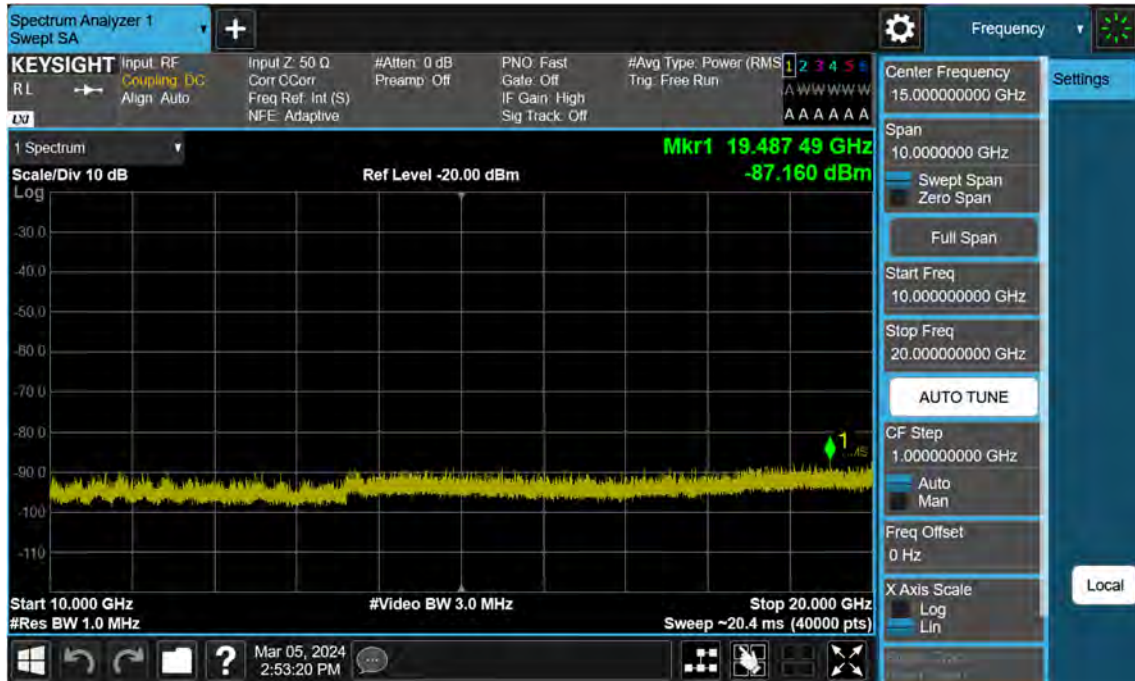 Spectrum Analyzer 1
Swept SA
Frequency
KEYSIGHT
R L
LXI
Input: RF
Coupling: DC
Align: Auto
Input Z: 50 Ω
Corr CCorr
Freq Ref: Int (S)
NFE: Adaptive
#Atten: 0 dB
Preamp: Off
PNO: Fast
Gate: Off
IF Gain: High
Sig Track: Off
#Avg Type: Power (RMS
Trig: Free Run
1 2 3 4 5 6
A W W W W W
A A A A A A
1 Spectrum
Mkr1 19.487 49 GHz
Scale/Div 10 dB
Ref Level -20.00 dBm
-87.160 dBm
Log
-30.0
-40.0
-50.0
-60.0
-70.0
-80.0
-90.0
-100
-110
1
Start 10.000 GHz
#Video BW 3.0 MHz
Stop 20.000 GHz
#Res BW 1.0 MHz
Sweep ~20.4 ms (40000 pts)
Mar 05, 2024
2:53:20 PM
Center Frequency
15.000000000 GHz
Settings
Span
10.0000000 GHz
Swept Span
Zero Span
Full Span
Start Freq
10.000000000 GHz
Stop Freq
20.000000000 GHz
AUTO TUNE
CF Step
1.000000000 GHz
Auto
Man
Freq Offset
0 Hz
X Axis Scale
Log
Lin
Local